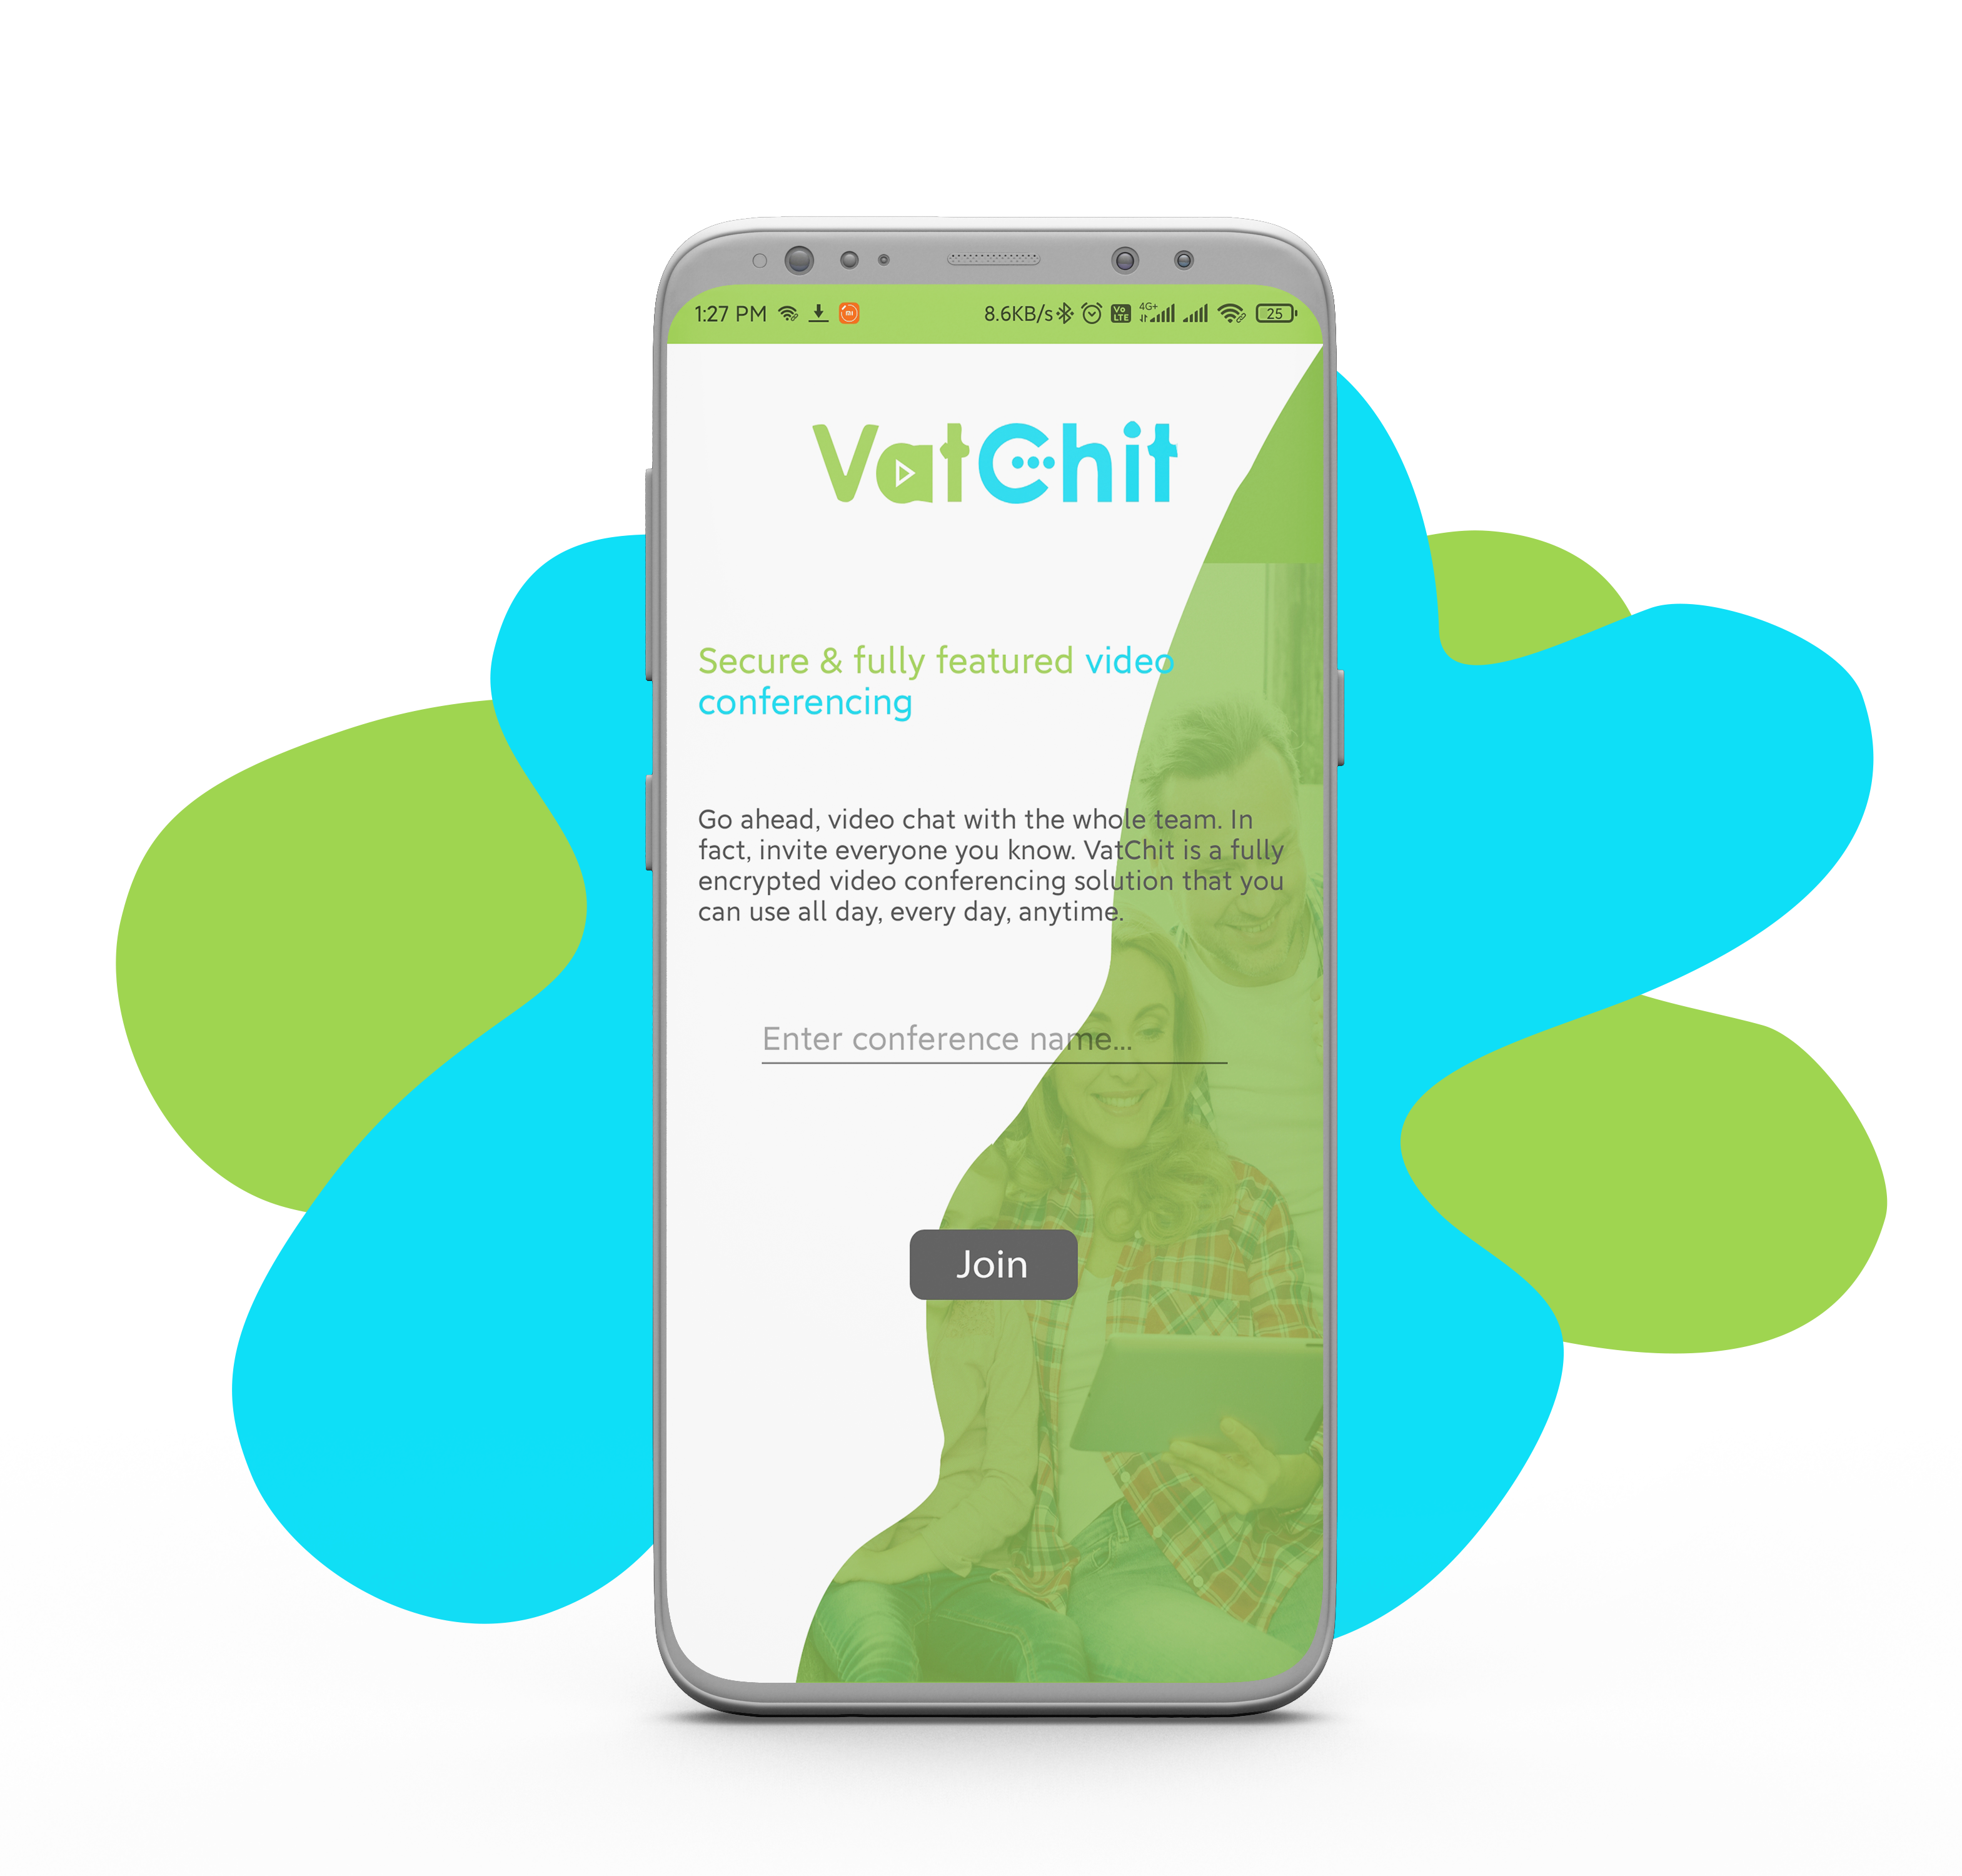 1:27 PM 8.6KB/s Vo LTE 4G+ 25
VatChit
Secure & fully featured video
conferencing
Go ahead, video chat with the whole team. In
fact, invite everyone you know. VatChit is a fully
encrypted video conferencing solution that you
can use all day, every day, anytime.
Enter conference name...
Join